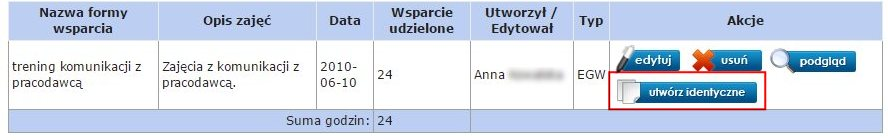 Nazwa formy wsparcia Opis zajęć Data Wsparcie udzielone Utworzył / Edytował Typ Akcje
trening komunikacji z pracodawcą Zajęcia z komunikacji z pracodawcą. 2010-06-10 24 Anna EGW edytuj usuń podgląd
utwórz identyczne
Suma godzin: 24